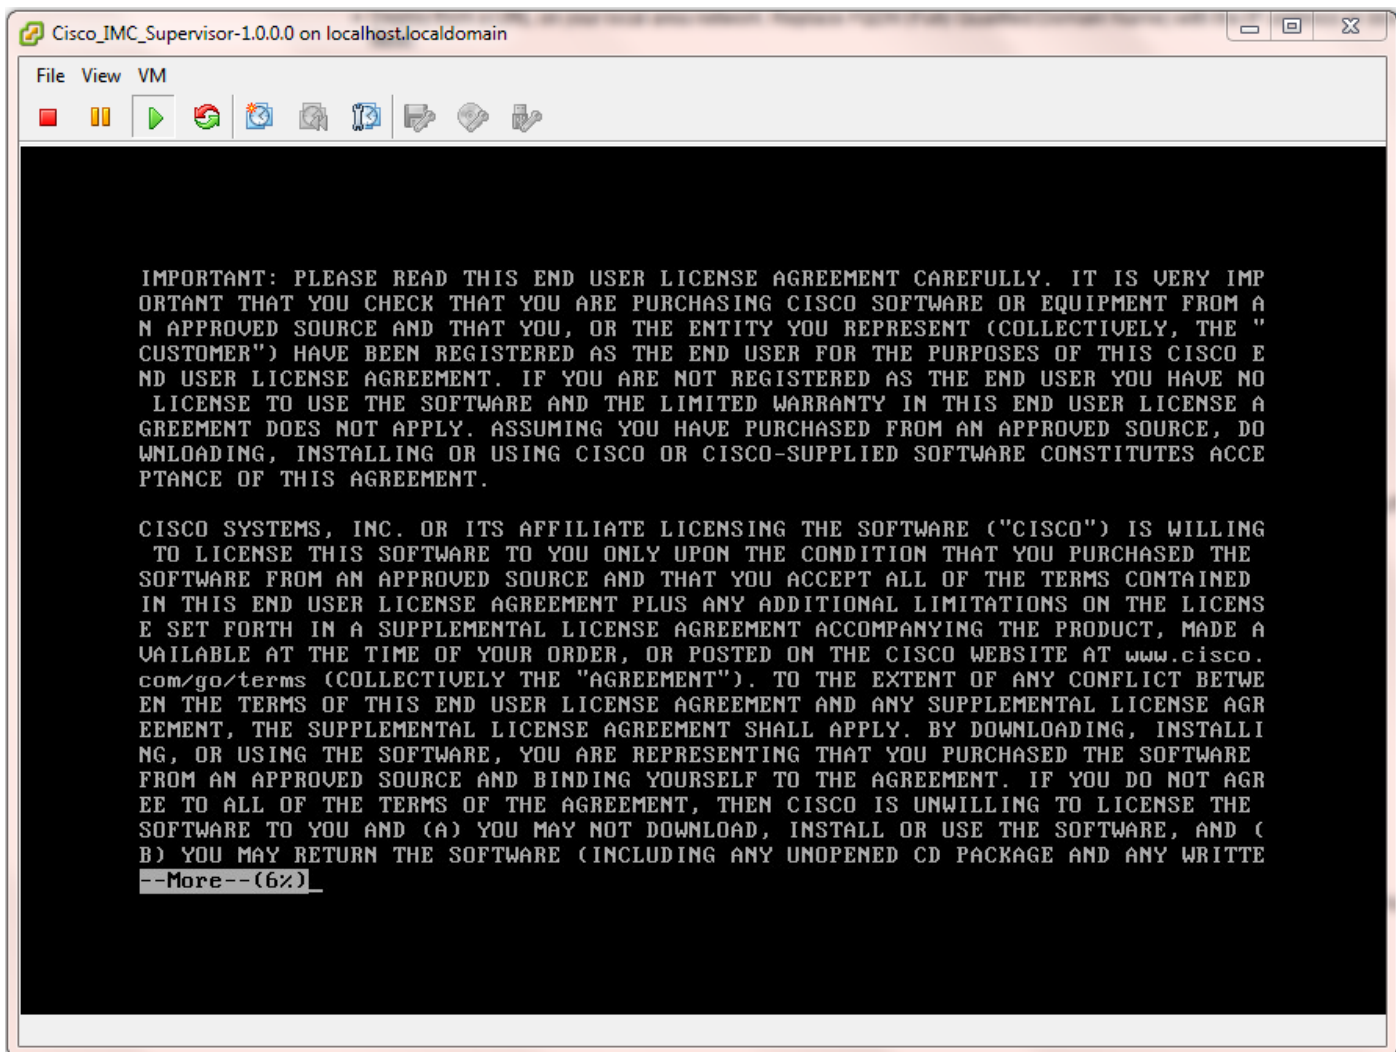 Cisco_IMC_Supervisor-1.0.0.0 on localhost.localdomain
File View VM
IMPORTANT: PLEASE READ THIS END USER LICENSE AGREEMENT CAREFULLY. IT IS VERY IMP
ORTANT THAT YOU CHECK THAT YOU ARE PURCHASING CISCO SOFTWARE OR EQUIPMENT FROM A
N APPROVED SOURCE AND THAT YOU, OR THE ENTITY YOU REPRESENT (COLLECTIVELY, THE "
CUSTOMER") HAVE BEEN REGISTERED AS THE END USER FOR THE PURPOSES OF THIS CISCO E
ND USER LICENSE AGREEMENT. IF YOU ARE NOT REGISTERED AS THE END USER YOU HAVE NO
 LICENSE TO USE THE SOFTWARE AND THE LIMITED WARRANTY IN THIS END USER LICENSE A
GREEMENT DOES NOT APPLY. ASSUMING YOU HAVE PURCHASED FROM AN APPROVED SOURCE, DO
WNLOADING, INSTALLING OR USING CISCO OR CISCO-SUPPLIED SOFTWARE CONSTITUTES ACCE
PTANCE OF THIS AGREEMENT.
CISCO SYSTEMS, INC. OR ITS AFFILIATE LICENSING THE SOFTWARE ("CISCO") IS WILLING
 TO LICENSE THIS SOFTWARE TO YOU ONLY UPON THE CONDITION THAT YOU PURCHASED THE
SOFTWARE FROM AN APPROVED SOURCE AND THAT YOU ACCEPT ALL OF THE TERMS CONTAINED
IN THIS END USER LICENSE AGREEMENT PLUS ANY ADDITIONAL LIMITATIONS ON THE LICENS
E SET FORTH IN A SUPPLEMENTAL LICENSE AGREEMENT ACCOMPANYING THE PRODUCT, MADE A
VAILABLE AT THE TIME OF YOUR ORDER, OR POSTED ON THE CISCO WEBSITE AT www.cisco.
com/go/terms (COLLECTIVELY THE "AGREEMENT"). TO THE EXTENT OF ANY CONFLICT BETWE
EN THE TERMS OF THIS END USER LICENSE AGREEMENT AND ANY SUPPLEMENTAL LICENSE AGR
EEMENT, THE SUPPLEMENTAL LICENSE AGREEMENT SHALL APPLY. BY DOWNLOADING, INSTALLI
NG, OR USING THE SOFTWARE, YOU ARE REPRESENTING THAT YOU PURCHASED THE SOFTWARE
FROM AN APPROVED SOURCE AND BINDING YOURSELF TO THE AGREEMENT. IF YOU DO NOT AGR
EE TO ALL OF THE TERMS OF THE AGREEMENT, THEN CISCO IS UNWILLING TO LICENSE THE
SOFTWARE TO YOU AND (A) YOU MAY NOT DOWNLOAD, INSTALL OR USE THE SOFTWARE, AND (
B) YOU MAY RETURN THE SOFTWARE (INCLUDING ANY UNOPENED CD PACKAGE AND ANY WRITTE
--More--(6%)